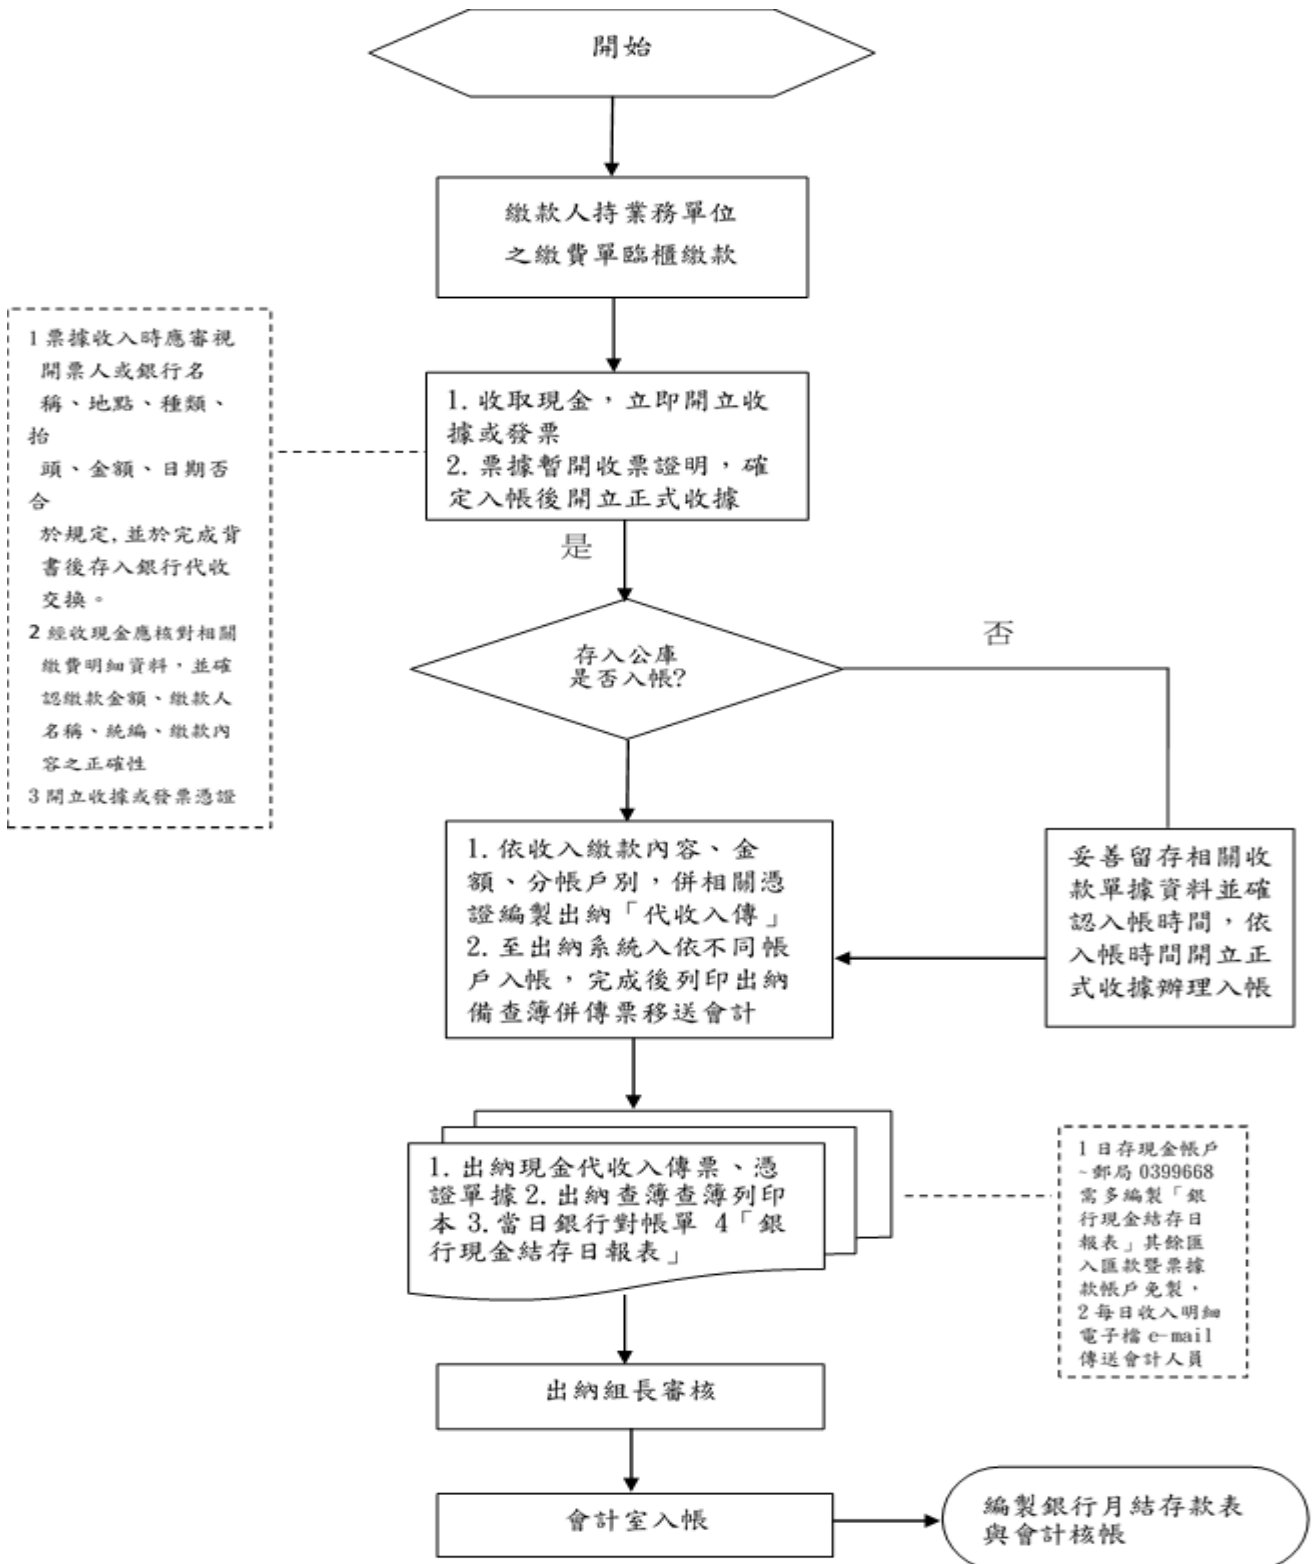 開始
繳款人持業務單位
之繳費單臨櫃繳款
1 票據收入時應審視
開票人或銀行名
稱、地點、種類、
抬
頭、金額、日期否
合
於規定,並於完成背
書後存入銀行代收
交換。
2 經收現金應核對相關
繳費明細資料,並確
認繳款金額、繳款人
名稱、統編、繳款內
容之正確性
3 開立收據或發票憑證
1. 收取現金,立即開立收
據或發票
2. 票據暫開收票證明,確
定入帳後開立正式收據
是
存入公庫
是否入帳?
否
1. 依收入繳款內容、金
額、分帳戶別,併相關憑
證編製出納「代收入傳」
2. 至出納系統入依不同帳
戶入帳,完成後列印出納
備查簿併傳票移送會計
妥善留存相關收
款單據資料並確
認入帳時間,依
入帳時間開立正
式收據辦理入帳
1. 出納現金代收入傳票、憑
證單據 2. 出納查簿查簿列印
本 3. 當日銀行對帳單 4「銀
行現金結存日報表」
1 日存現金帳戶
~郵局 0399668
需多編製「銀
行現金結存日
報表」其餘匯
入匯款暨票據
款帳戶免製,
2 每日收入明細
電子檔 e-mail
傳送會計人員
出納組長審核
會計室入帳
編製銀行月結存款表
與會計核帳